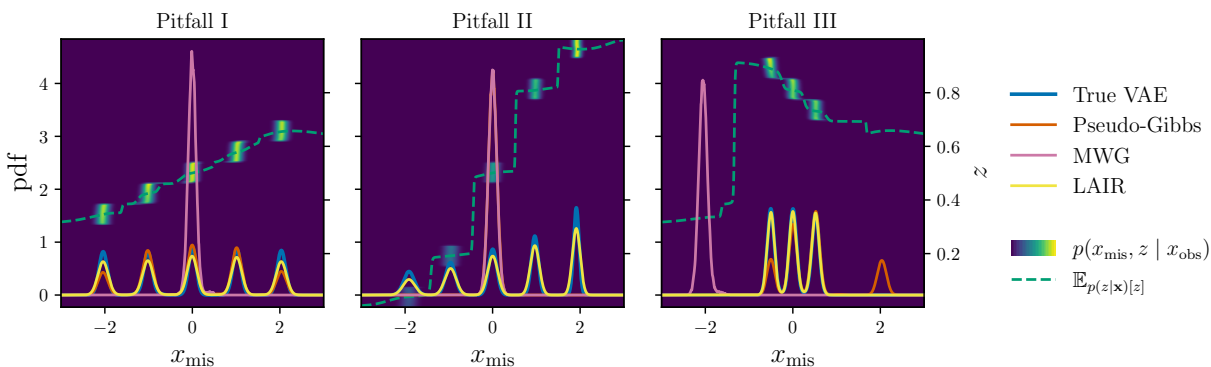 Pitfall I
Pitfall II
Pitfall III
pdf
4
3
2
1
0
−2
0
2
x_mis
−2
0
2
x_mis
−2
0
2
x_mis
0.8
0.6
0.4
0.2
z
True VAE
Pseudo-Gibbs
MWG
LAIR
p(x_mis, z | x_obs)
𝔼_p(z|𝐱)[z]